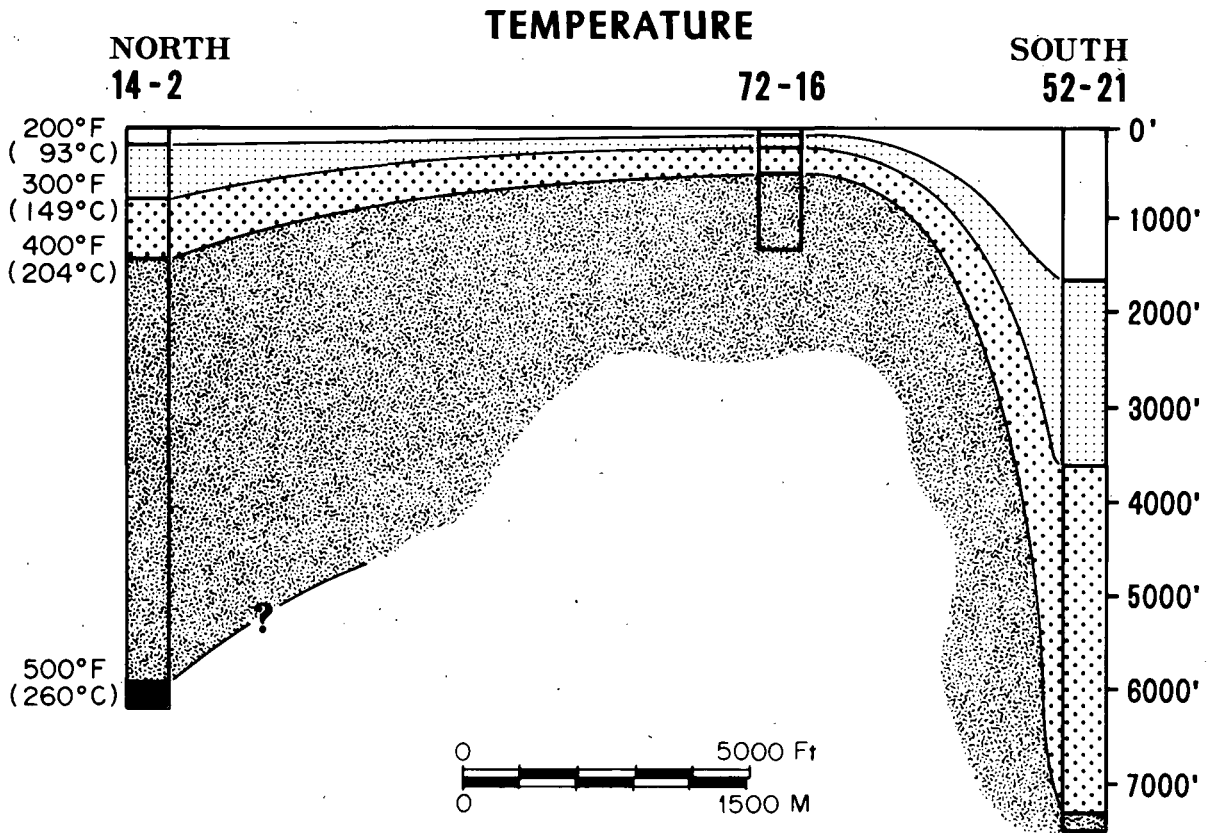 TEMPERATURE
NORTH
SOUTH
14-2
72-16
52-21
200°F
( 93°C)
300°F
(149°C)
400°F
(204°C)
500°F
(260°C)
0'
1000'
2000'
3000'
4000'
5000'
6000'
7000'
?
0 5000 Ft
0 1500 M